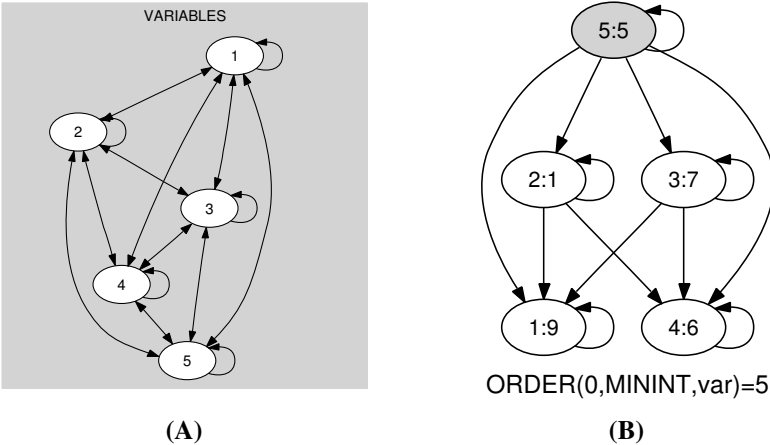 VARIABLES
1
2
3
4
5
(A)
5:5
2:1 3:7
1:9 4:6
ORDER(0,MININT,var)=5
(B)